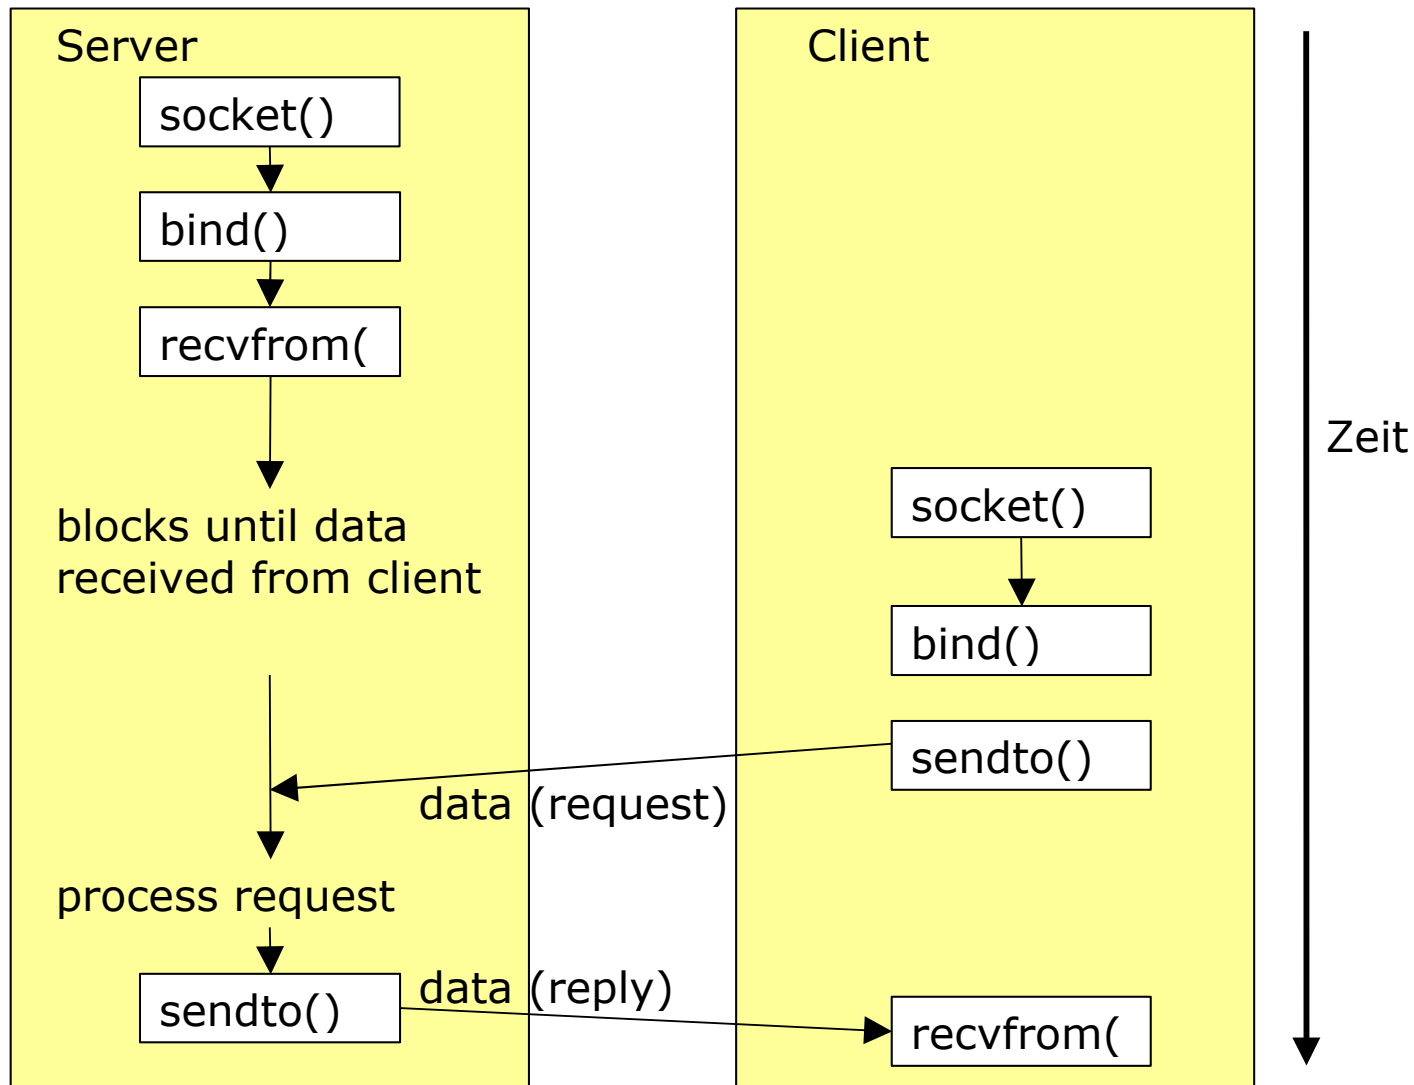 Server
socket()
bind()
recvfrom(
blocks until data
received from client
process request
sendto()
data (request)
data (reply)
Client
socket()
bind()
sendto()
recvfrom(
Zeit